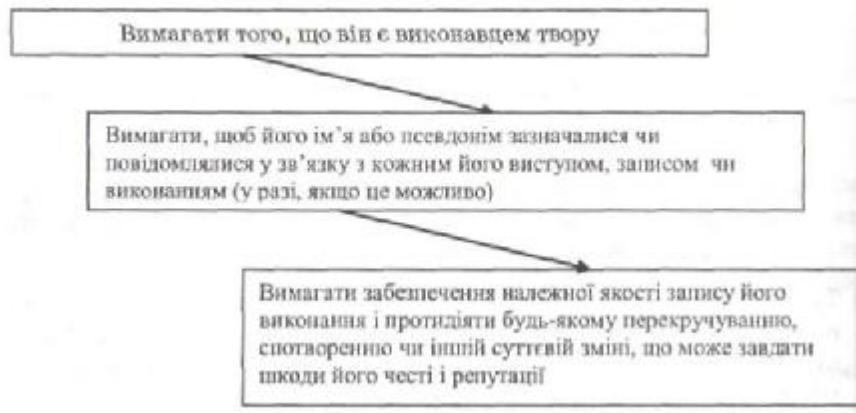 Вимагати того, що він є виконавцем твору
Вимагати, щоб його ім’я або псевдонім зазначалися чи
повідомлялися у зв’язку з кожним його виступом, записом чи
виконанням (у разі, якщо це можливо)
Вимагати забезпечення належної якості запису його
виконання і протидіяти будь-якому перекручуванню,
спотворенню чи іншій суттєвій зміні, що може завдати
шкоди його честі і репутації